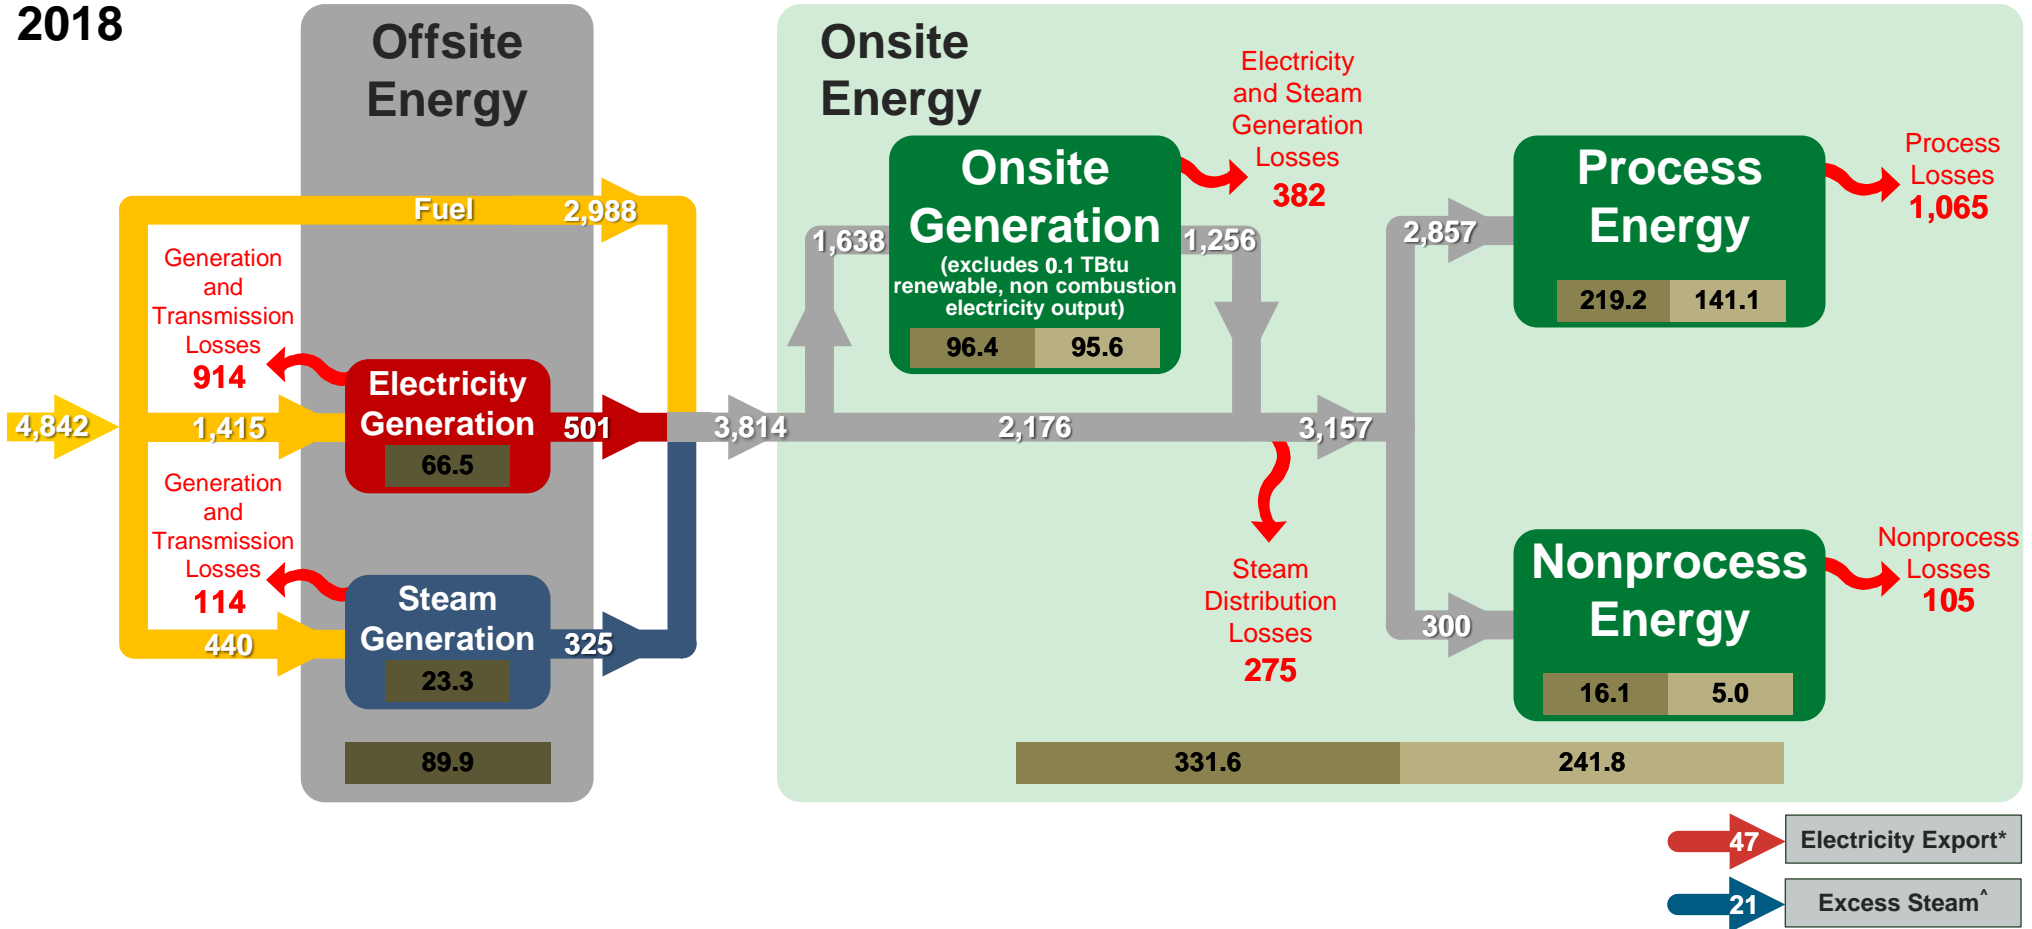 2018
Offsite
Energy
Onsite
Energy
Fuel
2,988
Generation
and
Transmission
Losses
914
4,842
1,415
Electricity
Generation
66.5
501
Generation
and
Transmission
Losses
114
440
Steam
Generation
23.3
325
89.9
3,814
1,638
Onsite
Generation
(excludes 0.1 TBtu
renewable, non combustion
electricity output)
96.4
95.6
Electricity
and Steam
Generation
Losses
382
1,256
2,176
3,157
Steam
Distribution
Losses
275
2,857
Process
Energy
219.2
141.1
Process
Losses
1,065
300
Nonprocess
Energy
16.1
5.0
Nonprocess
Losses
105
331.6
241.8
47
Electricity Export*
21
Excess Steam^